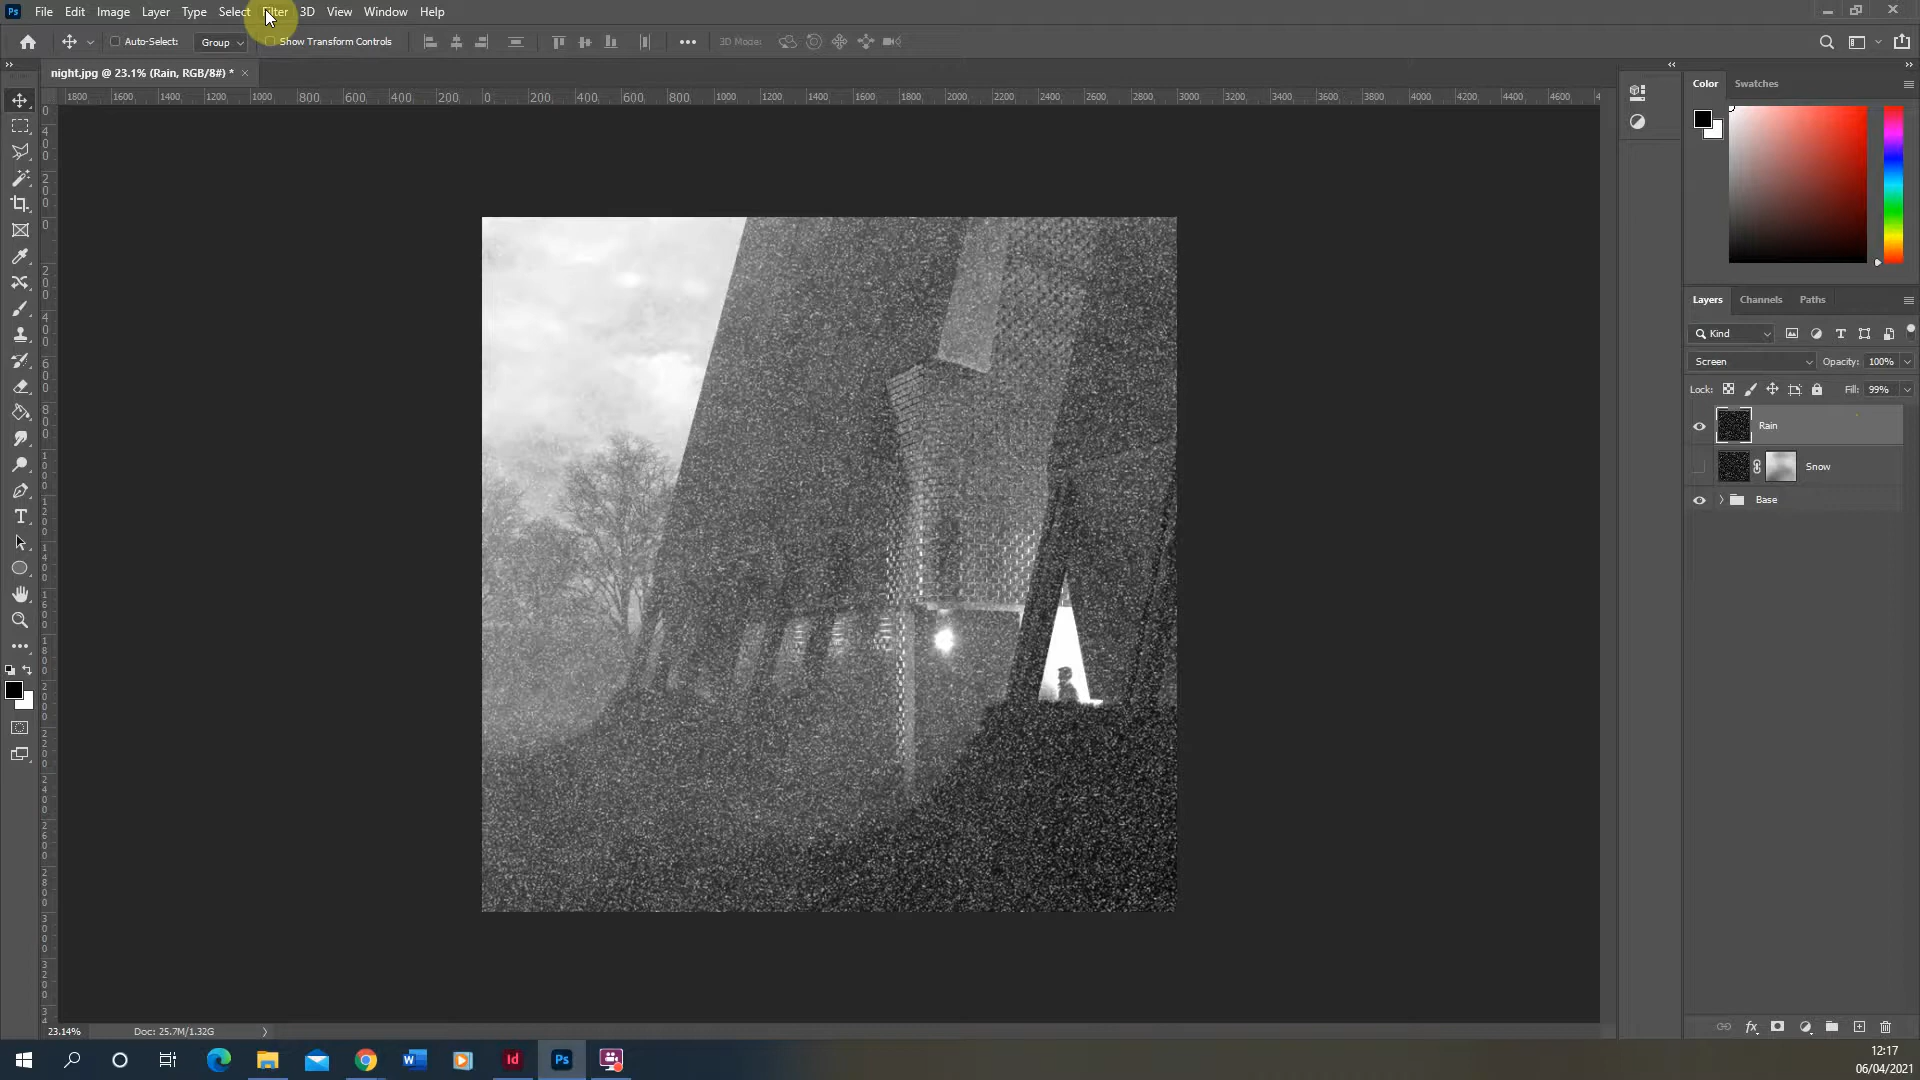 Ps File Edit Image Layer Type Select Filter 3D View Window Help
Auto-Select: Group Show Transform Controls 3D Mode:
night.jpg @ 23.1% (Rain, RGB/8#) * ×
1800 1600 1400 1200 1000 800 600 400 200 0 200 400 600 800 1000 1200 1400 1600 1800 2000 2200 2400 2600 2800 3000 3200 3400 3600 3800 4000 4200 4400 4600
Color Swatches
Layers Channels Paths
Kind
Screen Opacity: 100%
Lock: Fill: 99%
Rain
Snow
Base
23.14% Doc: 25.7M/1.32G
12:17
06/04/2021